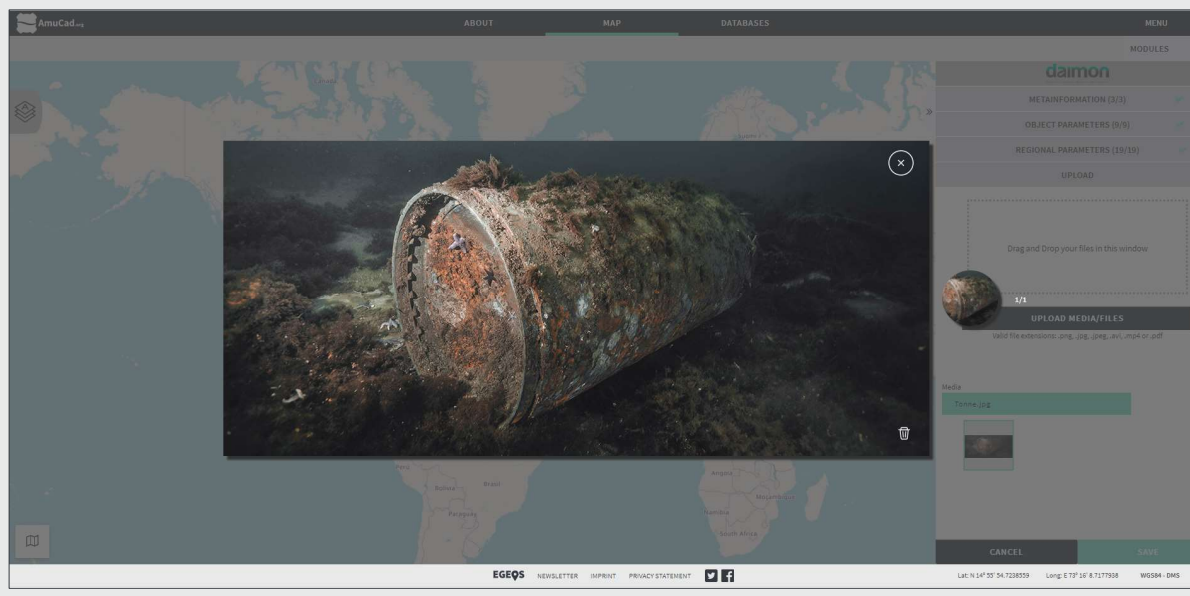 AmuCad.org
ABOUT
MAP
DATABASES
MENU
MODULES
daimon
METAINFORMATION (3/3)
OBJECT PARAMETERS (9/6)
REGIONAL PARAMETERS (19/19)
UPLOAD
Drag and Drop your files in this window
1/1
UPLOAD MEDIA/FILES
Valid file extensions: .png, .jpg, .jpeg, .avi, .mp4 or .pdf
Media
Tonne.jpg
Bolivia
Brasil
Paraguay
Angola
Namibia
South Africa
CANCEL
SAVE
EGEOS
NEWSLETTER
IMPRINT
PRIVACY STATEMENT
Lat: N 14° 55' 54.7238559
Long: E 73° 16' 8.7177938
WGS84 - DMS